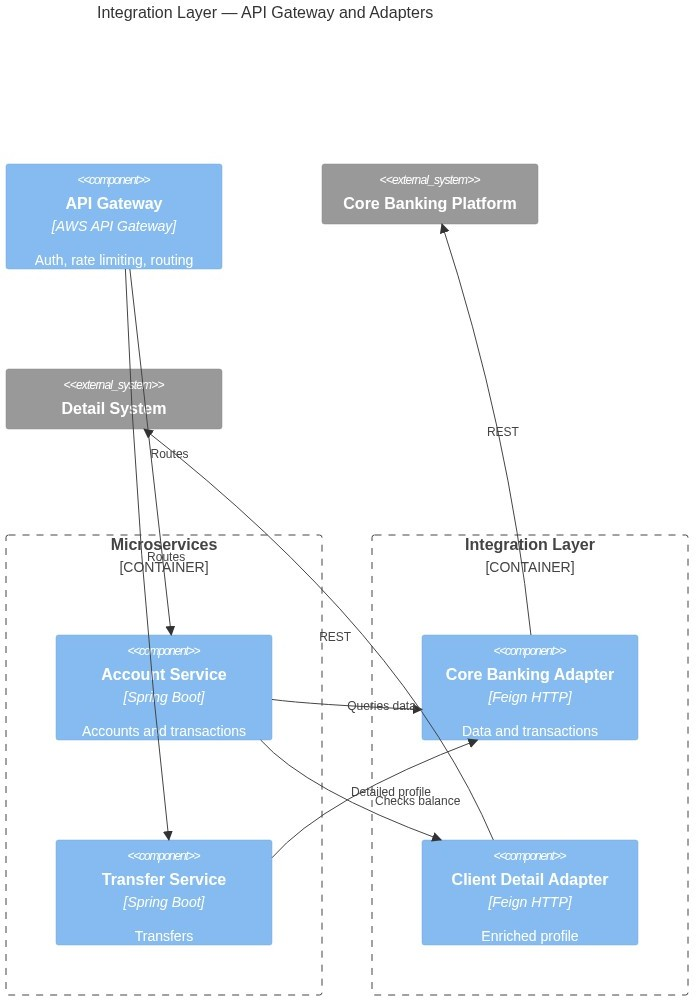 Integration Layer — API Gateway and Adapters
<<component>>
API Gateway
[AWS API Gateway]
Auth, rate limiting, routing
<<external_system>>
Core Banking Platform
<<external_system>>
Detail System
Routes
REST
Microservices
[CONTAINER]
Routes
Integration Layer
[CONTAINER]
REST
<<component>>
Account Service
[Spring Boot]
Accounts and transactions
Queries data
<<component>>
Core Banking Adapter
[Feign HTTP]
Data and transactions
Detailed profile
Checks balance
<<component>>
Transfer Service
[Spring Boot]
Transfers
<<component>>
Client Detail Adapter
[Feign HTTP]
Enriched profile